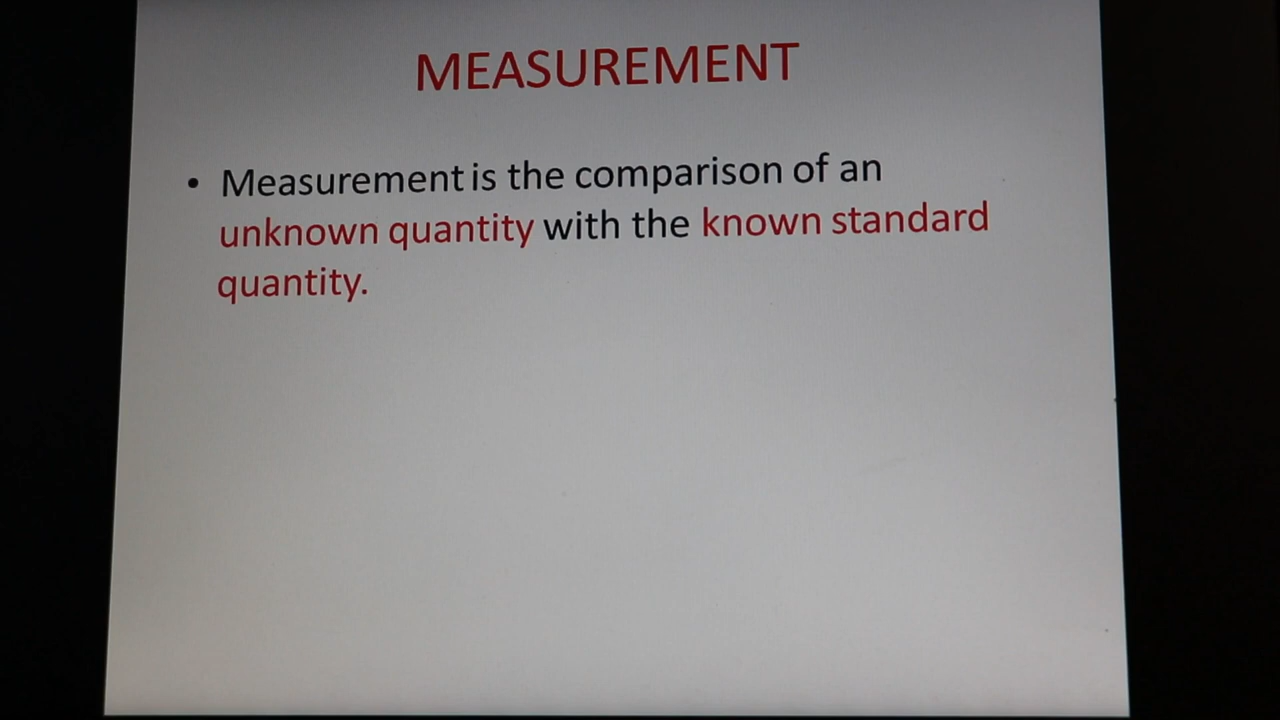 MEASUREMENT
• Measurement is the comparison of an
unknown quantity with the known standard
quantity.